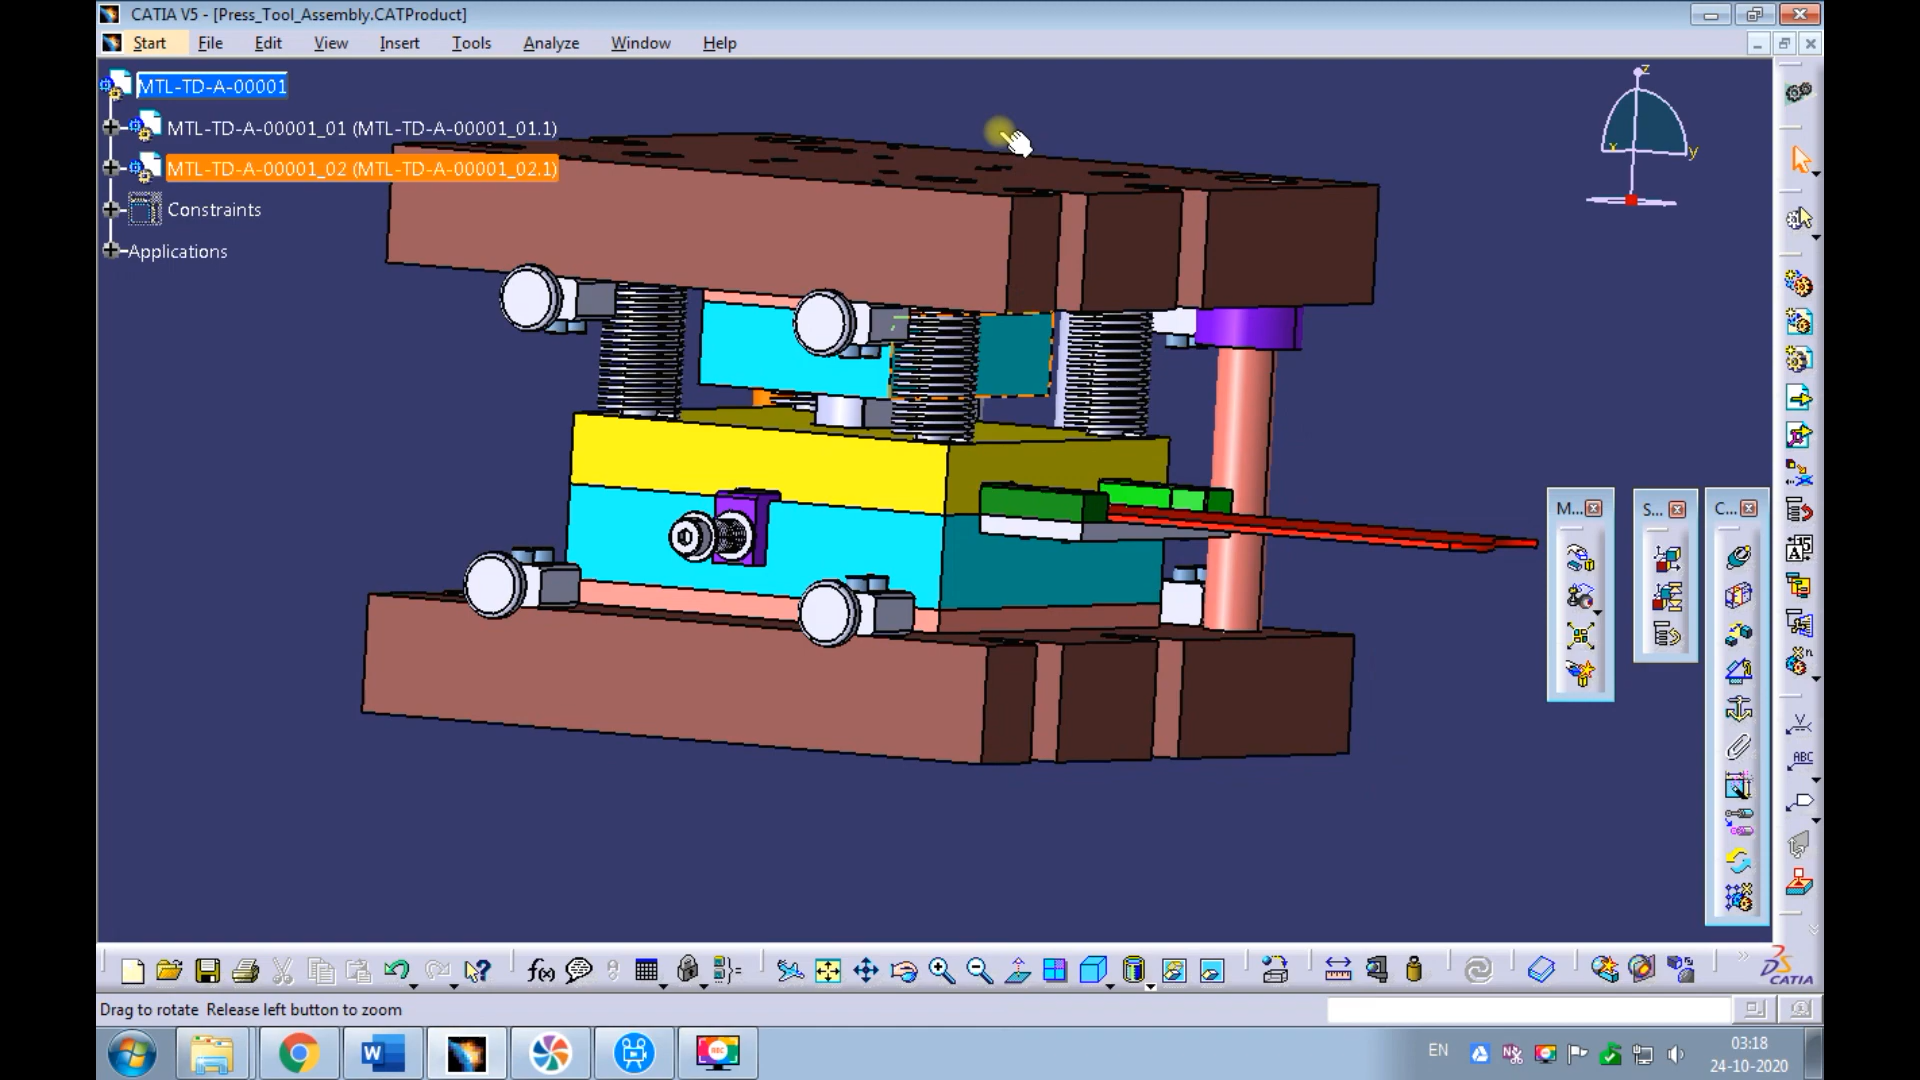 CATIA V5 - [Press_Tool_Assembly.CATProduct]
Start File Edit View Insert Tools Analyze Window Help
MTL-TD-A-00001
MTL-TD-A-00001_01 (MTL-TD-A-00001_01.1)
MTL-TD-A-00001_02 (MTL-TD-A-00001_02.1)
Constraints
Applications
z
x y
M... S... C...
ABC
f(x)
CATIA
Drag to rotate Release left button to zoom
W
REC
EN
03:18
24-10-2020